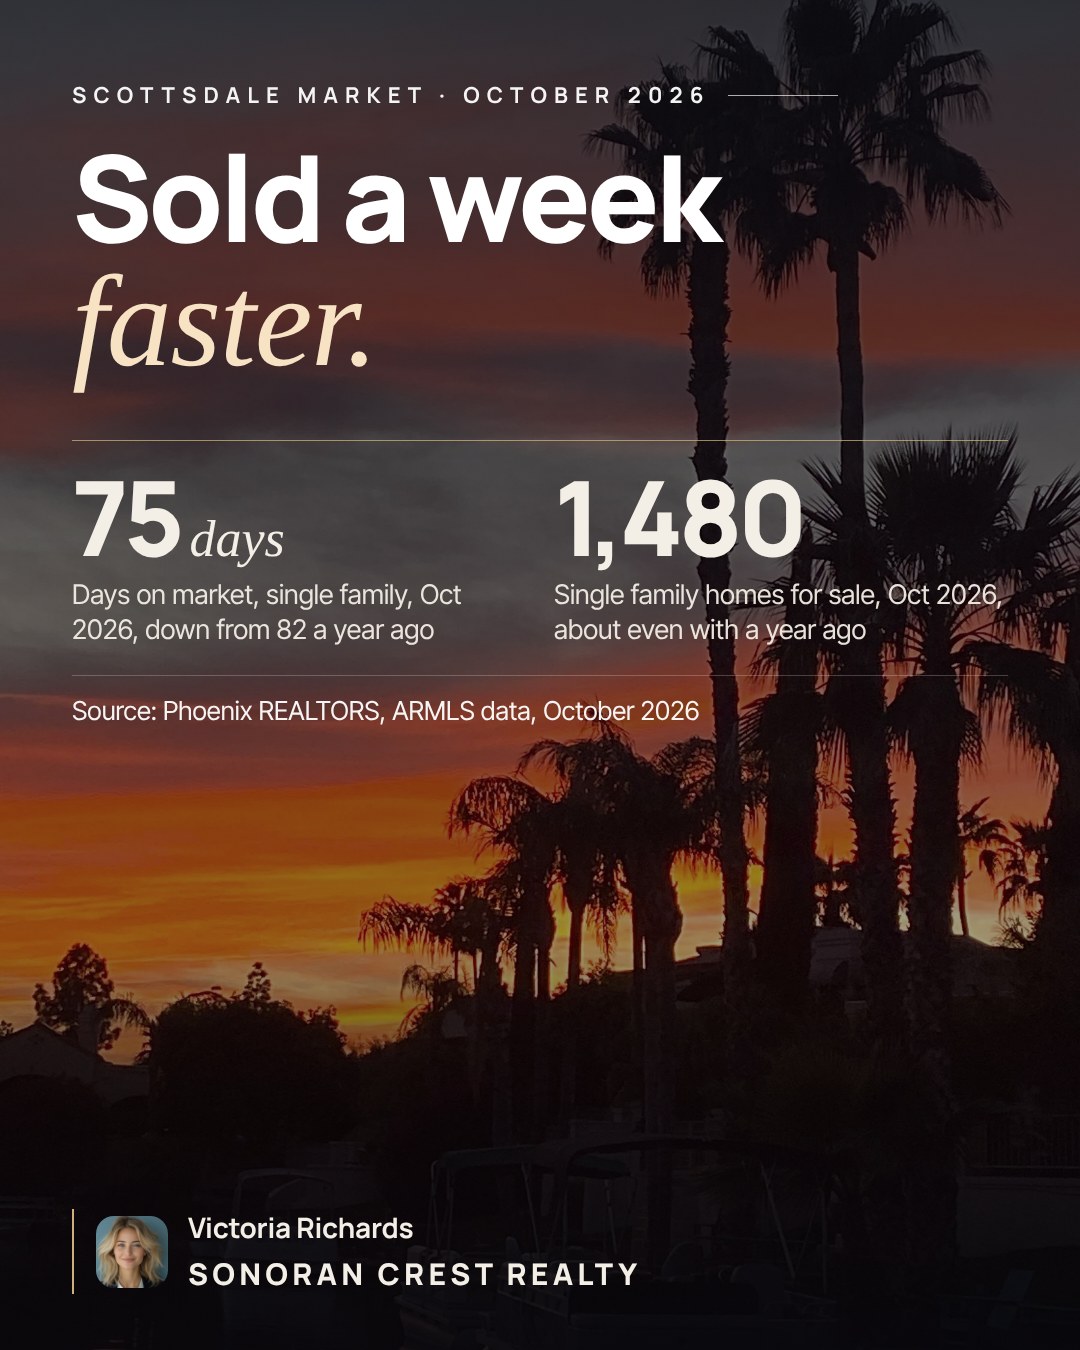 SCOTTSDALE MARKET · OCTOBER 2026
Sold a week
faster.
75 days
Days on market, single family, Oct
2026, down from 82 a year ago
1,480
Single family homes for sale, Oct 2026,
about even with a year ago
Source: Phoenix REALTORS, ARMLS data, October 2026
Victoria Richards
SONORAN CREST REALTY